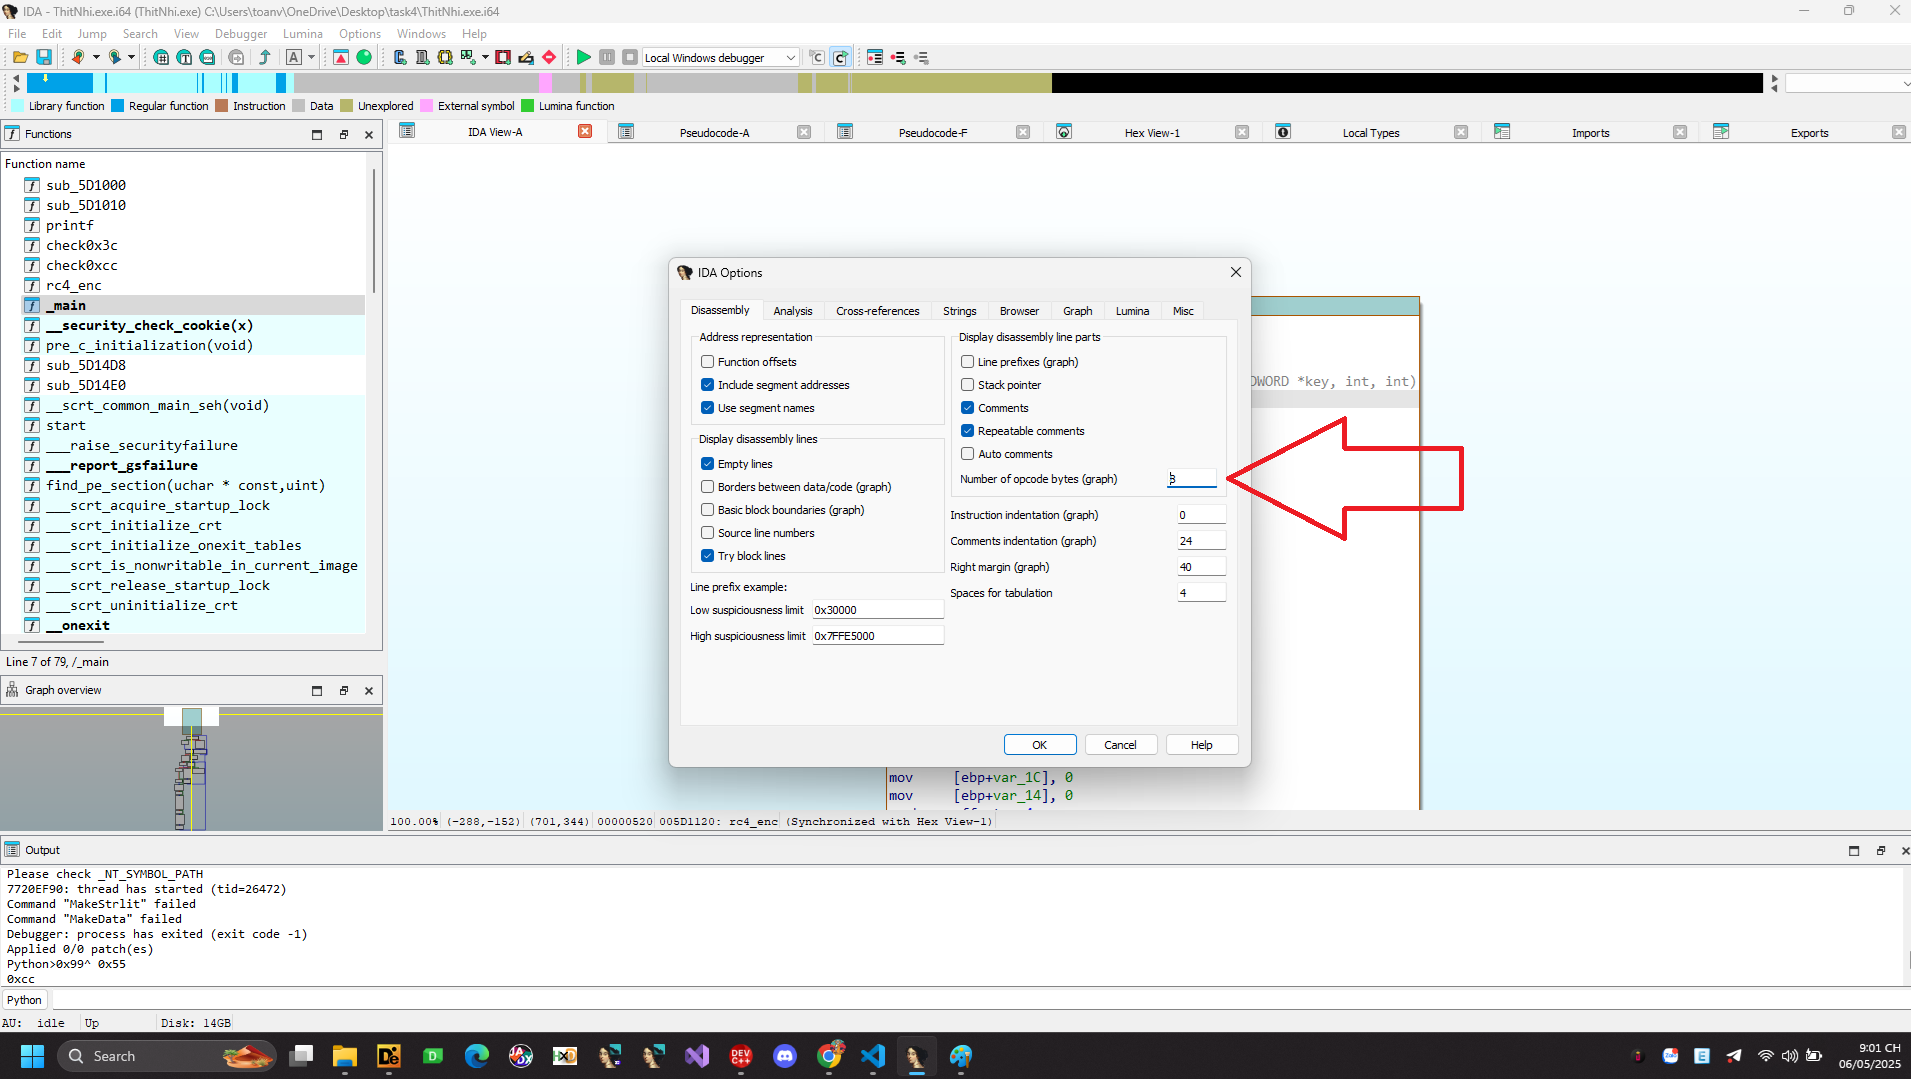 IDA - ThitNhi.exe.i64 (ThitNhi.exe) C:\Users\toanv\OneDrive\Desktop\task4\ThitNhi.exe.i64
File Edit Jump Search View Debugger Lumina Options Windows Help
Local Windows debugger
Library function Regular function Instruction Data Unexplored External symbol Lumina function
Functions
IDA View-A Pseudocode-A Pseudocode-F Hex View-1 Local Types Imports Exports
Function name
sub_5D1000
sub_5D1010
printf
check0x3c
check0xcc
rc4_enc
_main
__security_check_cookie(x)
pre_c_initialization(void)
sub_5D14D8
sub_5D14E0
__scrt_common_main_seh(void)
start
___raise_securityfailure
___report_gsfailure
find_pe_section(uchar * const,uint)
___scrt_acquire_startup_lock
___scrt_initialize_crt
___scrt_initialize_onexit_tables
___scrt_is_nonwritable_in_current_image
___scrt_release_startup_lock
___scrt_uninitialize_crt
__onexit
Line 7 of 79, /_main
Graph overview
IDA Options
Disassembly Analysis Cross-references Strings Browser Graph Lumina Misc
Address representation
Function offsets
Include segment addresses
Use segment names
Display disassembly lines
Empty lines
Borders between data/code (graph)
Basic block boundaries (graph)
Source line numbers
Try block lines
Line prefix example:
Low suspiciousness limit 0x30000
High suspiciousness limit 0x7FFE5000
Display disassembly line parts
Line prefixes (graph)
Stack pointer
Comments
Repeatable comments
Auto comments
Number of opcode bytes (graph)
Instruction indentation (graph) 0
Comments indentation (graph) 24
Right margin (graph) 40
Spaces for tabulation 4
OK Cancel Help
DWORD *key, int, int)
mov [ebp+var_1C], 0
mov [ebp+var_14], 0
100.00% (-288,-152) (701,344) 00000520 005D1120: rc4_enc (Synchronized with Hex View-1)
Output
Please check _NT_SYMBOL_PATH
7720EF90: thread has started (tid=26472)
Command "MakeStrlit" failed
Command "MakeData" failed
Debugger: process has exited (exit code -1)
Applied 0/0 patch(es)
Python>0x99^ 0x55
0xcc
Python
AU: idle Up Disk: 14GB
Search
9:01 CH
06/05/2025